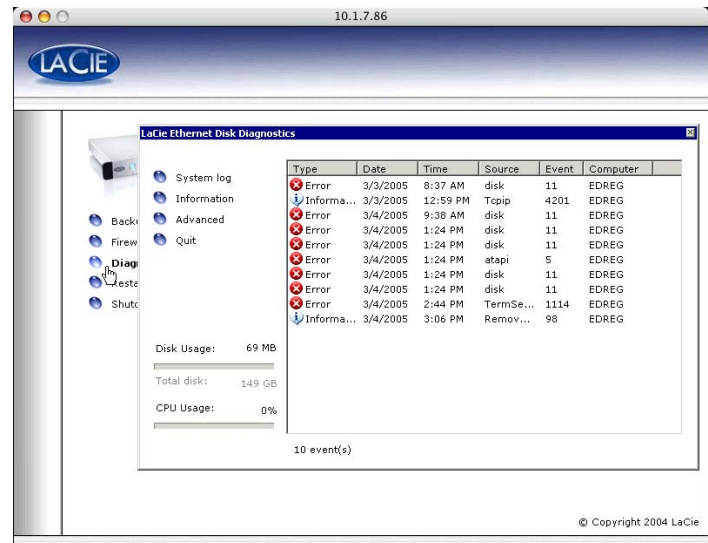 10.1.7.86
LACIE
LaCie Ethernet Disk Diagnostics
System log
Information
Advanced
Quit
Back
Firew
Diag
Resta
Shutd
Type Date Time Source Event Computer
Error 3/3/2005 8:37 AM disk 11 EDREG
Informa... 3/3/2005 12:59 PM Tcpip 4201 EDREG
Error 3/4/2005 9:38 AM disk 11 EDREG
Error 3/4/2005 1:24 PM disk 11 EDREG
Error 3/4/2005 1:24 PM disk 11 EDREG
Error 3/4/2005 1:24 PM atapi 5 EDREG
Error 3/4/2005 1:24 PM disk 11 EDREG
Error 3/4/2005 1:24 PM disk 11 EDREG
Error 3/4/2005 2:44 PM TermSe... 1114 EDREG
Informa... 3/4/2005 3:06 PM Remov... 98 EDREG
Disk Usage: 69 MB
Total disk: 149 GB
CPU Usage: 0%
10 event(s)
© Copyright 2004 LaCie